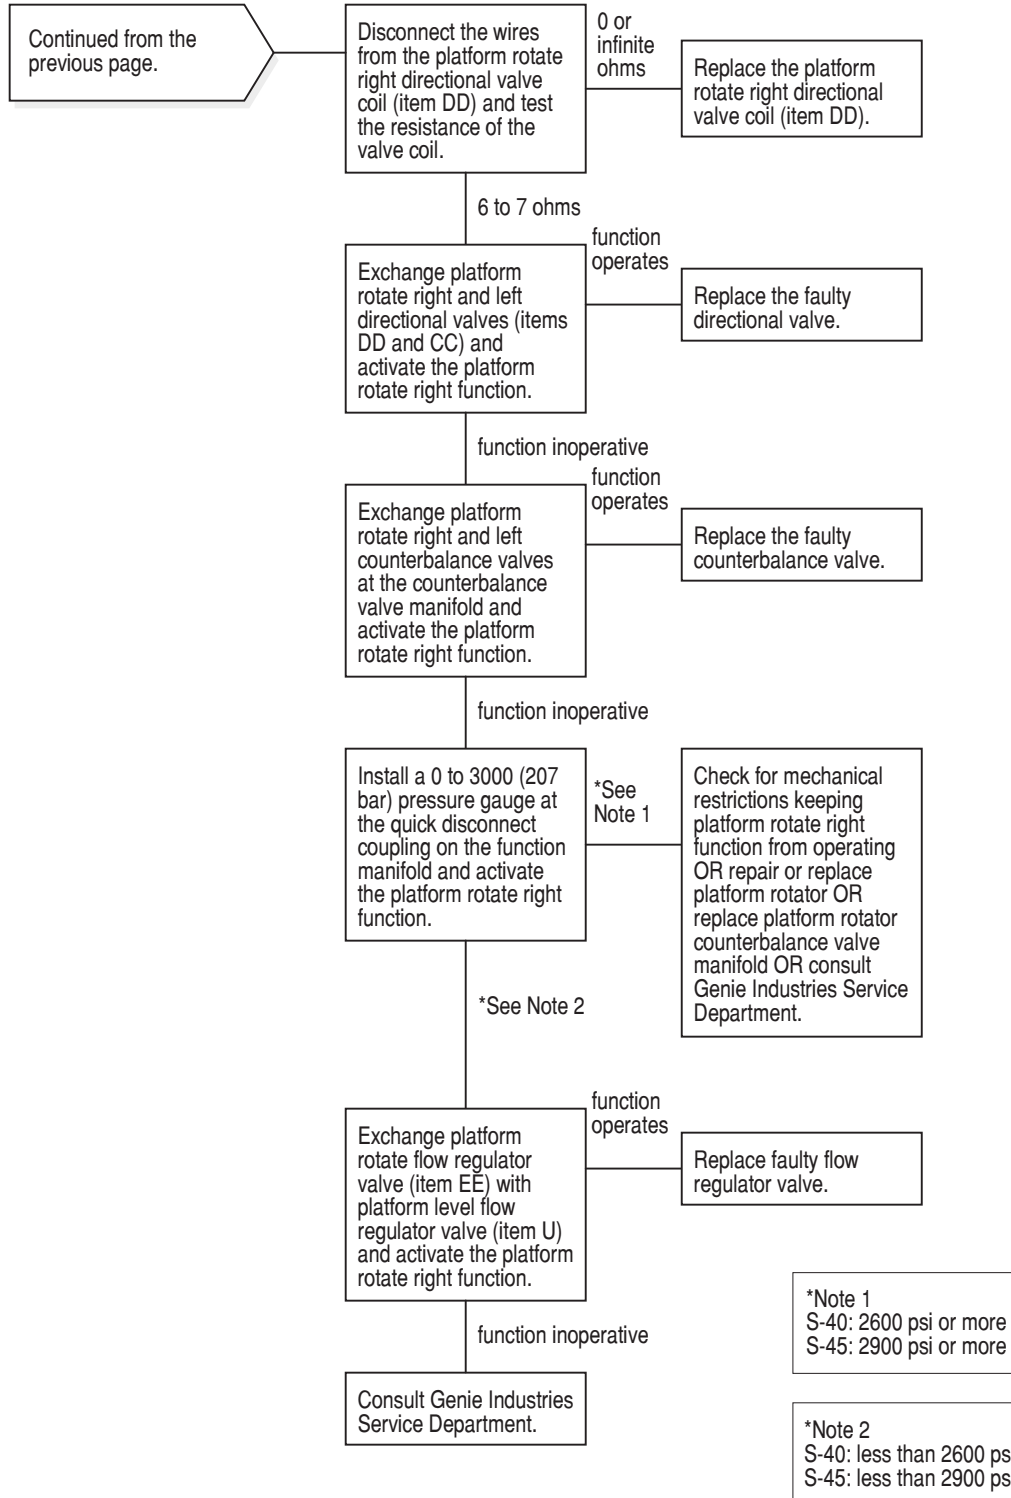 Continued from the
previous page.
Disconnect the wires
from the platform rotate
right directional valve
coil (item DD) and test
the resistance of the
valve coil.
0 or
infinite
ohms
Replace the platform
rotate right directional
valve coil (item DD).
6 to 7 ohms
Exchange platform
rotate right and left
directional valves (items
DD and CC) and
activate the platform
rotate right function.
function
operates
Replace the faulty
directional valve.
function inoperative
Exchange platform
rotate right and left
counterbalance valves
at the counterbalance
valve manifold and
activate the platform
rotate right function.
function
operates
Replace the faulty
counterbalance valve.
function inoperative
Install a 0 to 3000 (207
bar) pressure gauge at
the quick disconnect
coupling on the function
manifold and activate
the platform rotate right
function.
*See
Note 1
Check for mechanical
restrictions keeping
platform rotate right
function from operating
OR repair or replace
platform rotator OR
replace platform rotator
counterbalance valve
manifold OR consult
Genie Industries Service
Department.
*See Note 2
Exchange platform
rotate flow regulator
valve (item EE) with
platform level flow
regulator valve (item U)
and activate the platform
rotate right function.
function
operates
Replace faulty flow
regulator valve.
function inoperative
Consult Genie Industries
Service Department.
*Note 1
S-40: 2600 psi or more
S-45: 2900 psi or more
*Note 2
S-40: less than 2600 ps
S-45: less than 2900 ps